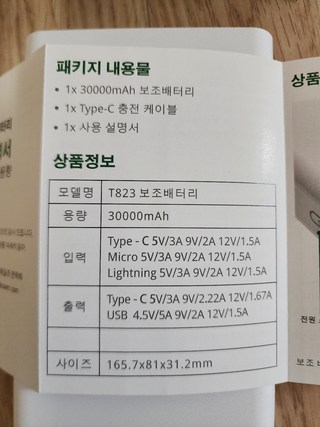 패키지 내용물
• 1x 30000mAh 보조배터리
• 1x Type-C 충전 케이블
• 1x 사용 설명서
상품정보
모델명 T823 보조배터리
용량 30000mAh
입력 Type - C 5V/3A 9V/2A 12V/1.5A
Micro 5V/3A 9V/2A 12V/1.5A
Lightning 5V/3A 9V/2A 12V/1.5A
출력 Type - C 5V/3A 9V/2.22A 12V/1.67A
USB 4.5V/5A 9V/2A 12V/1.5A
사이즈 165.7x81x31.2mm
상품
전원
보조